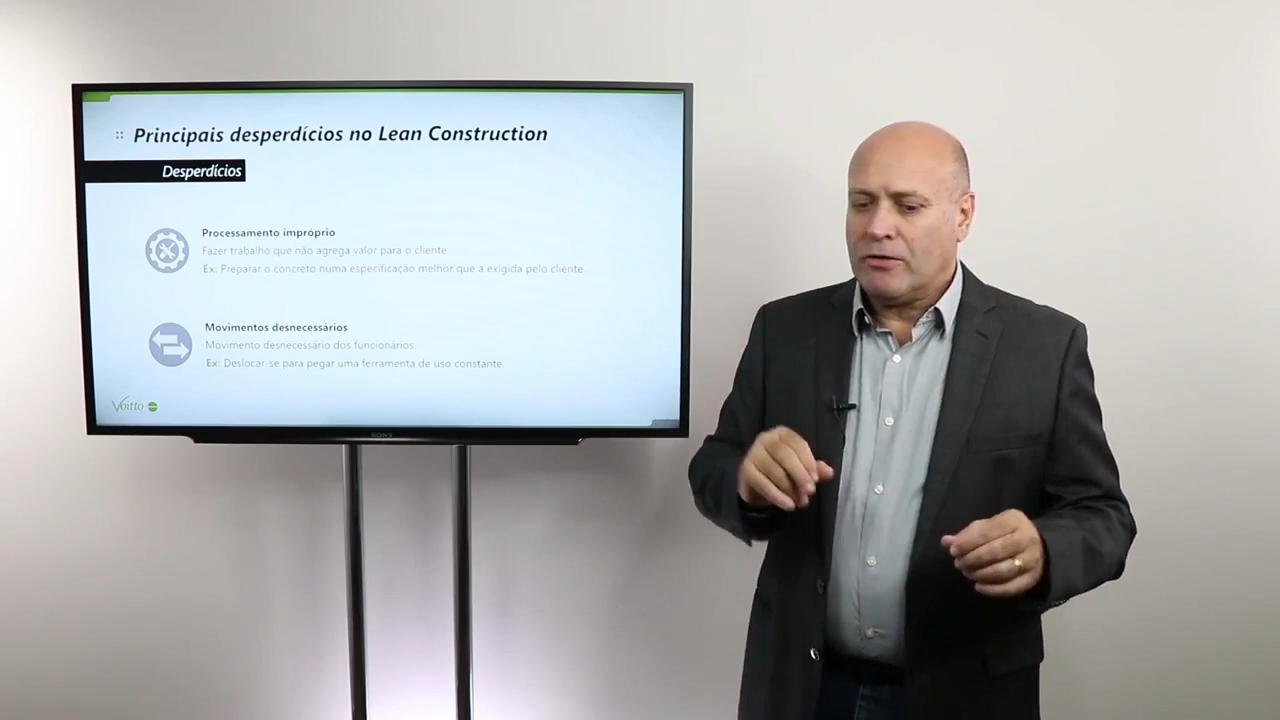 Principais desperdícios no Lean Construction
Desperdícios
Processamento impróprio
Fazer trabalho que não agrega valor para o cliente.
Ex: Preparar o concreto numa especificação melhor que a exigida pelo cliente.
Movimentos desnecessários
Movimento desnecessário dos funcionários.
Ex: Deslocar-se para pegar uma ferramenta de uso constante.
Voitto
SONY